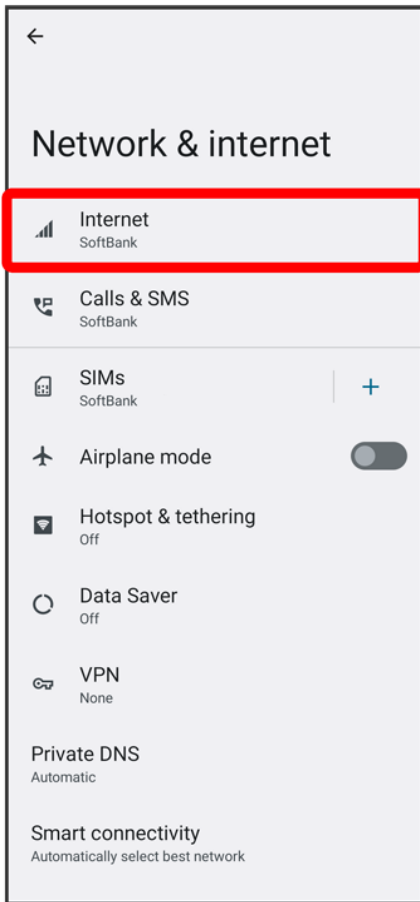 Network & internet
Internet
SoftBank
Calls & SMS
SoftBank
SIMs
SoftBank
Airplane mode
Hotspot & tethering
Off
Data Saver
Off
VPN
None
Private DNS
Automatic
Smart connectivity
Automatically select best network